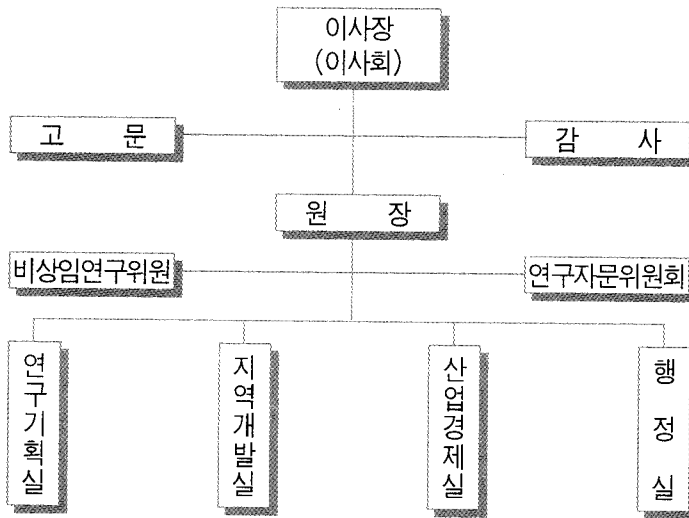 이사장
(이사회)
고 문
감 사
원 장
비상임연구위원
연구자문위원회
연구기획실
지역개발실
산업경제실
행정실